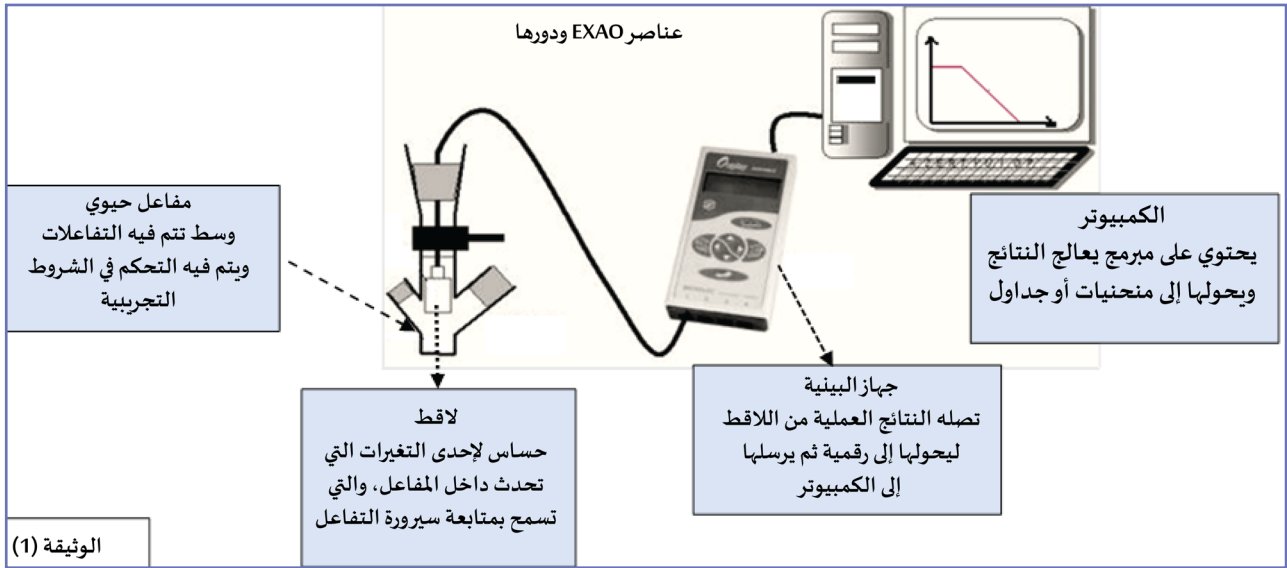 عناصر EXAO ودورها
مفاعل حيوي
وسط تتم فيه التفاعلات
ويتم فيه التحكم في الشروط
التجريبية
الكمبيوتر
يحتوي على مبرمج يعالج النتائج
ويحولها إلى منحنيات أو جداول
لاقط
حساس لإحدى التغيرات التي
تحدث داخل المفاعل، والتي
تسمح بمتابعة سيرورة التفاعل
جهاز البينية
تصله النتائج العملية من اللاقط
ليحولها إلى رقمية ثم يرسلها
إلى الكمبيوتر
الوثيقة (1)